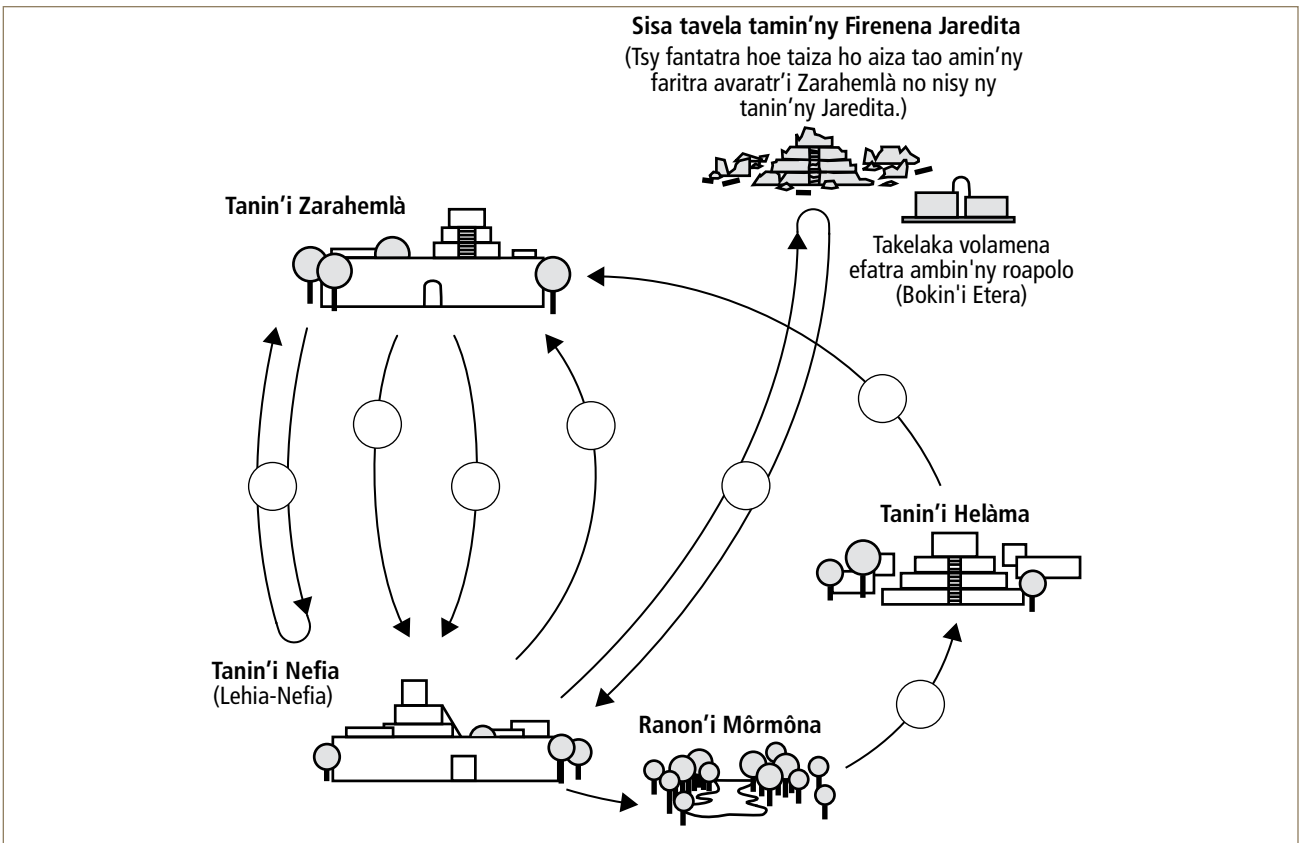 Sisa tavela tamin’ny Firenena Jaredita
(Tsy fantatra hoe taiza ho aiza tao amin’ny
faritra avaratr’i Zarahemlà no nisy ny
tanin’ny Jaredita.)
Tanin’i Zarahemlà
Takelaka volamena
efatra ambin'ny roapolo
(Bokin'i Etera)
Tanin’i Helàma
Tanin’i Nefia
(Lehia-Nefia)
Ranon’i Môrmôna